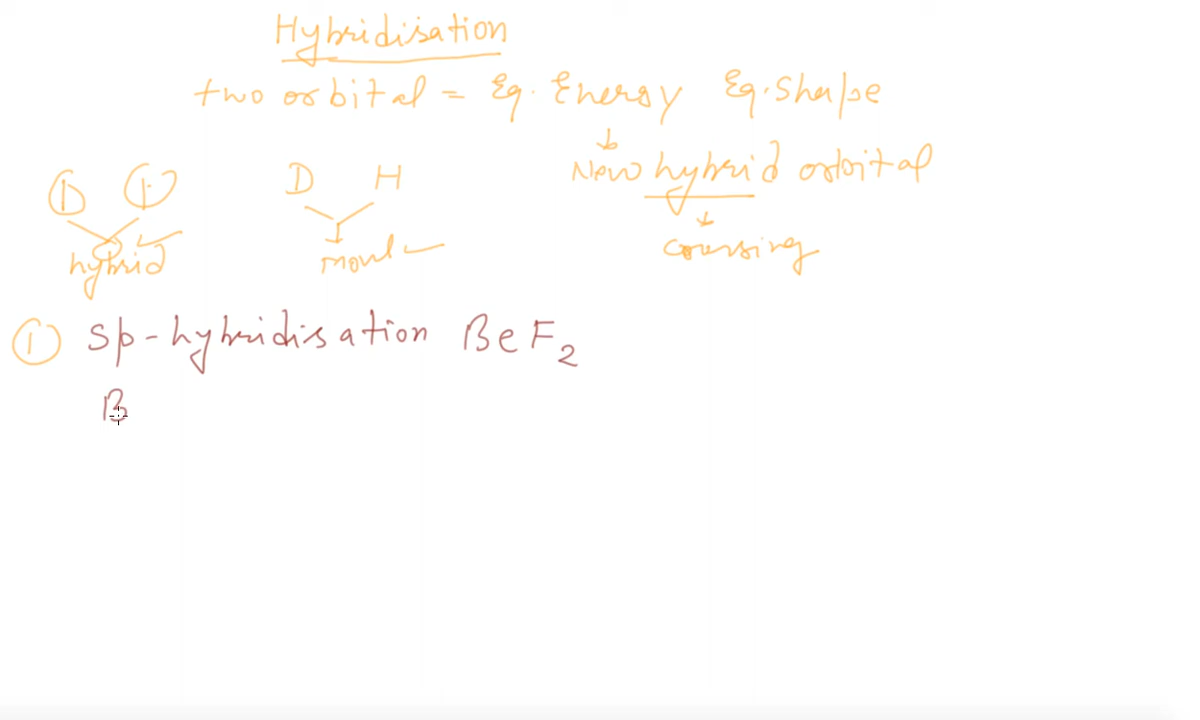 Hybridisation
two orbital = Eq. Energy Eq. Shape
New hybrid orbital
D H
hybrid
crossing
① Sp-hybridisation BeF2
B